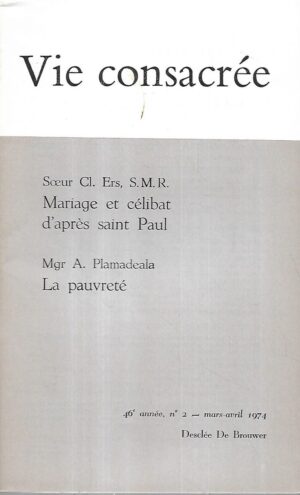 Vie consacrée
Sœur Cl. Ers, S.M.R.
Mariage et célibat
d'après saint Paul
Mgr A. Plamadeala
La pauvreté
46e année, n° 2 — mars-avril 1974
Desclée De Brouwer